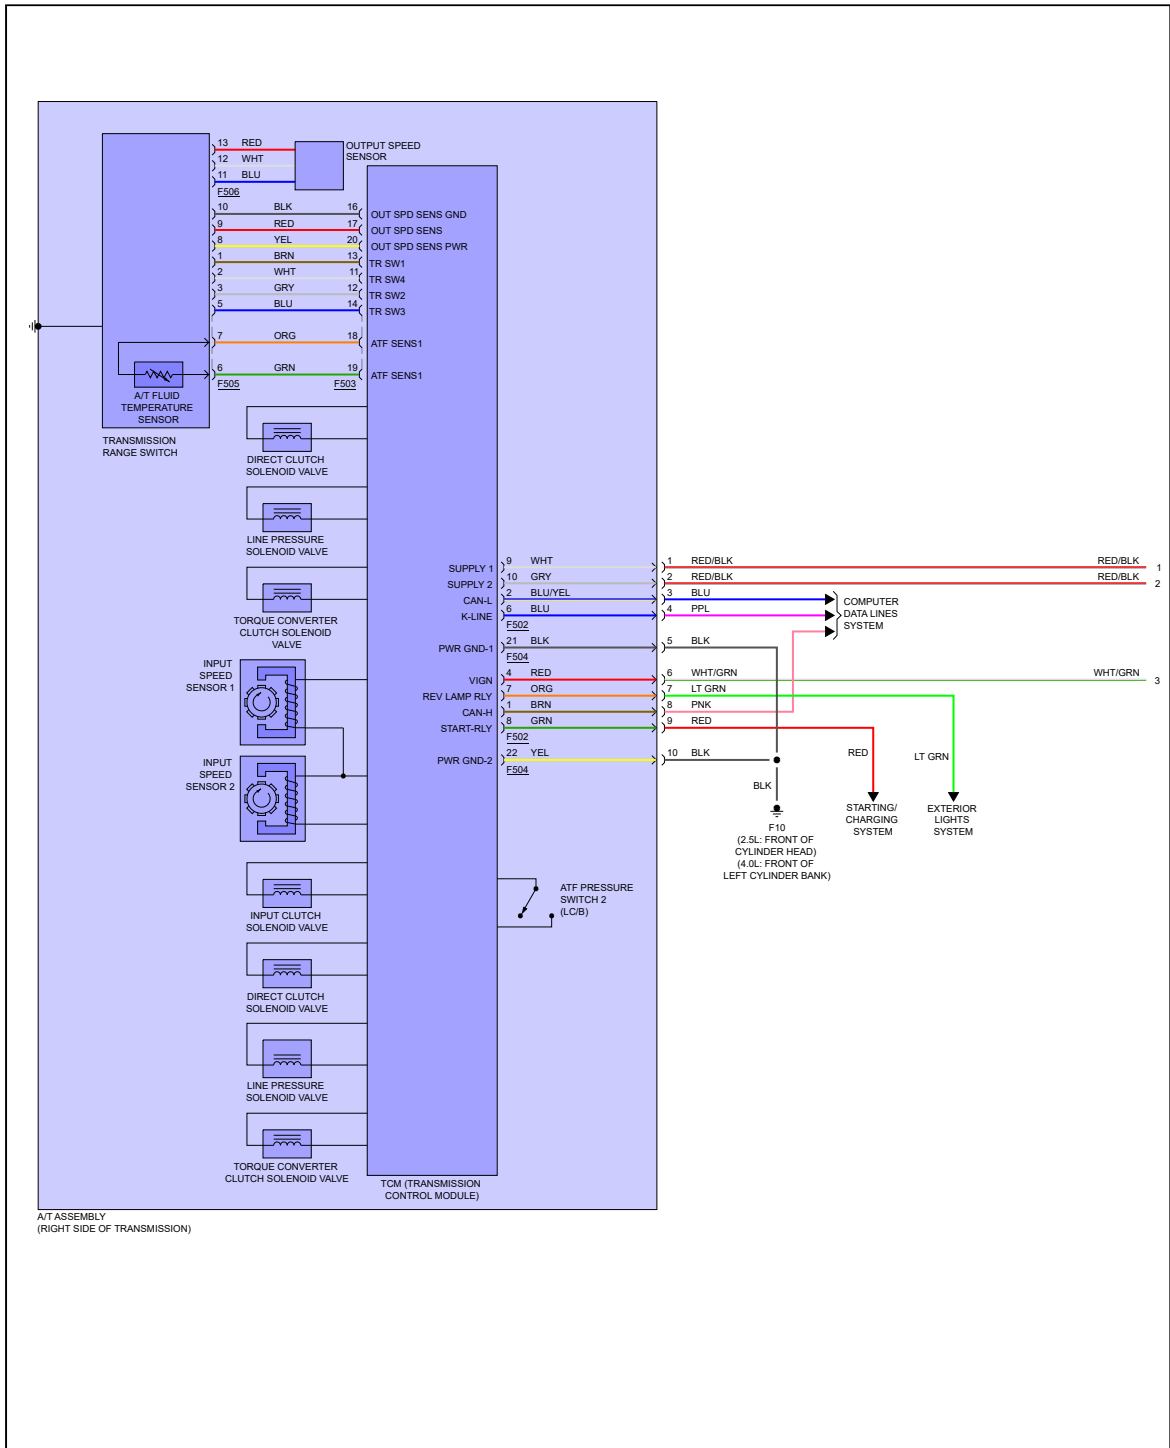 13 RED
12 WHT
11 BLU
F506
OUTPUT SPEED
SENSOR
10 BLK 16 OUT SPD SENS GND
9 RED 17 OUT SPD SENS
8 YEL 20 OUT SPD SENS PWR
1 BRN 13 TR SW1
2 WHT 11 TR SW4
3 GRY 12 TR SW2
5 BLU 14 TR SW3
7 ORG 18 ATF SENS1
6 GRN 19 ATF SENS1
F505 F503
A/T FLUID
TEMPERATURE
SENSOR
TRANSMISSION
RANGE SWITCH
DIRECT CLUTCH
SOLENOID VALVE
LINE PRESSURE
SOLENOID VALVE
TORQUE CONVERTER
CLUTCH SOLENOID
VALVE
INPUT
SPEED
SENSOR 1
INPUT
SPEED
SENSOR 2
INPUT CLUTCH
SOLENOID VALVE
DIRECT CLUTCH
SOLENOID VALVE
LINE PRESSURE
SOLENOID VALVE
TORQUE CONVERTER
CLUTCH SOLENOID VALVE
SUPPLY 1 9 WHT 1 RED/BLK RED/BLK 1
SUPPLY 2 10 GRY 2 RED/BLK RED/BLK 2
CAN-L 2 BLU/YEL 3 BLU
K-LINE 6 BLU 4 PPL
F502
COMPUTER
DATA LINES
SYSTEM
PWR GND-1 21 BLK 5 BLK
F504
VIGN 4 RED 6 WHT/GRN WHT/GRN 3
REV LAMP RLY 7 ORG 7 LT GRN
CAN-H 1 BRN 8 PNK
START-RLY 8 GRN 9 RED
F502
PWR GND-2 22 YEL 10 BLK
F504
RED
LT GRN
BLK
F10
(2.5L: FRONT OF
CYLINDER HEAD)
(4.0L: FRONT OF
LEFT CYLINDER BANK)
STARTING/
CHARGING
SYSTEM
EXTERIOR
LIGHTS
SYSTEM
ATF PRESSURE
SWITCH 2
(LC/B)
TCM (TRANSMISSION
CONTROL MODULE)
A/T ASSEMBLY
(RIGHT SIDE OF TRANSMISSION)